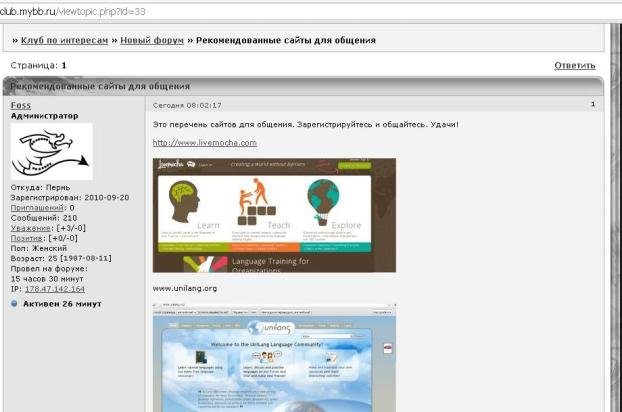 club.mybb.ru/viewtopic.php?id=33
» Клуб по интересам » Новый форум » Рекомендованные сайты для общения
Страница: 1
Ответить
Рекомендованные сайты для общения
Foss
Администратор
Откуда: Пермь
Зарегистрирован: 2010-09-20
Приглашений: 0
Сообщений: 210
Уважение: [+3/-0]
Позитив: [+0/-0]
Пол: Женский
Возраст: 25 [1987-08-11]
Провел на форуме:
15 часов 30 минут
IP: 178.47.142.164
Активен 26 минут
Сегодня 08:02:17
1
Это перечень сайтов для общения. Зарегистрируйтесь и общайтесь. Удачи!
http://www.livemocha.com
livemocha
Creating a World without Barriers
Learn
Teach
Explore
Language Training for
Organizations
www.unilang.org
unilang
Welcome to the UniLang Language Community!